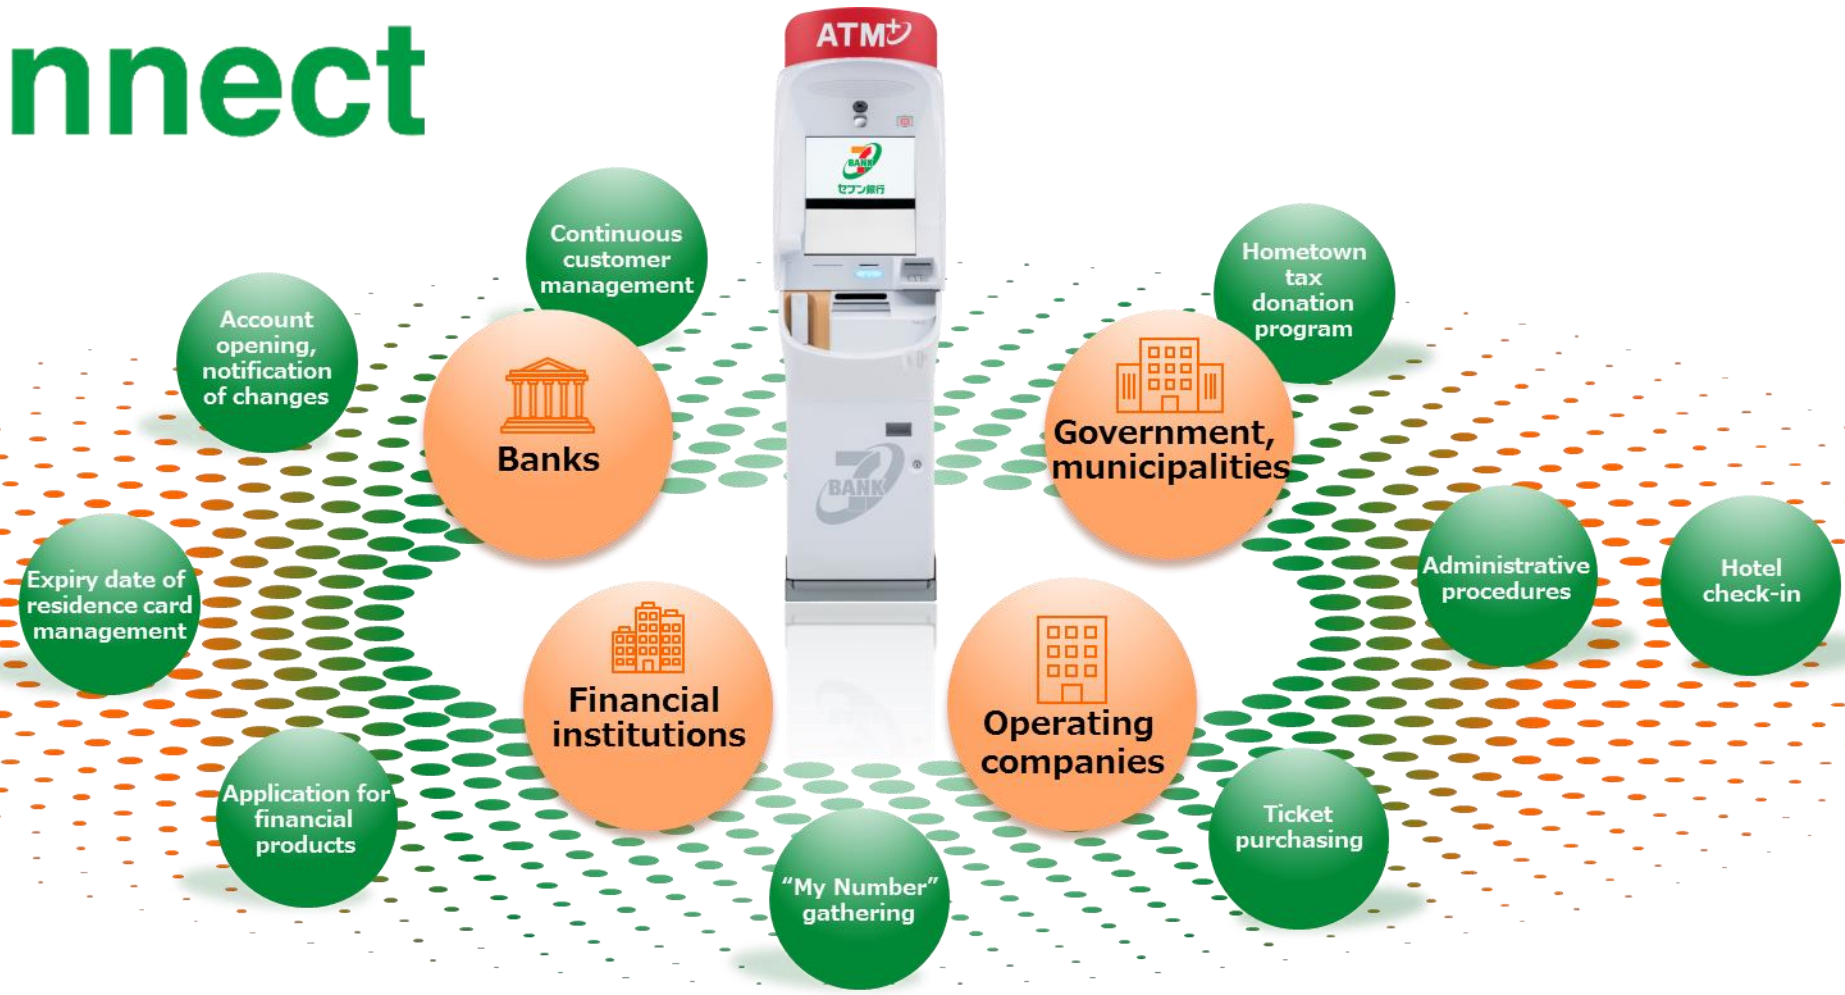 nnect
ATM+
7
BANK
セブン銀行
Continuous
customer
management
Hometown
tax
donation
program
Account
opening,
notification
of changes
Banks
Government,
municipalities
7
BANK
Expiry date of
residence card
management
Administrative
procedures
Hotel
check-in
Financial
institutions
Operating
companies
Application for
financial
products
Ticket
purchasing
“My Number”
gathering